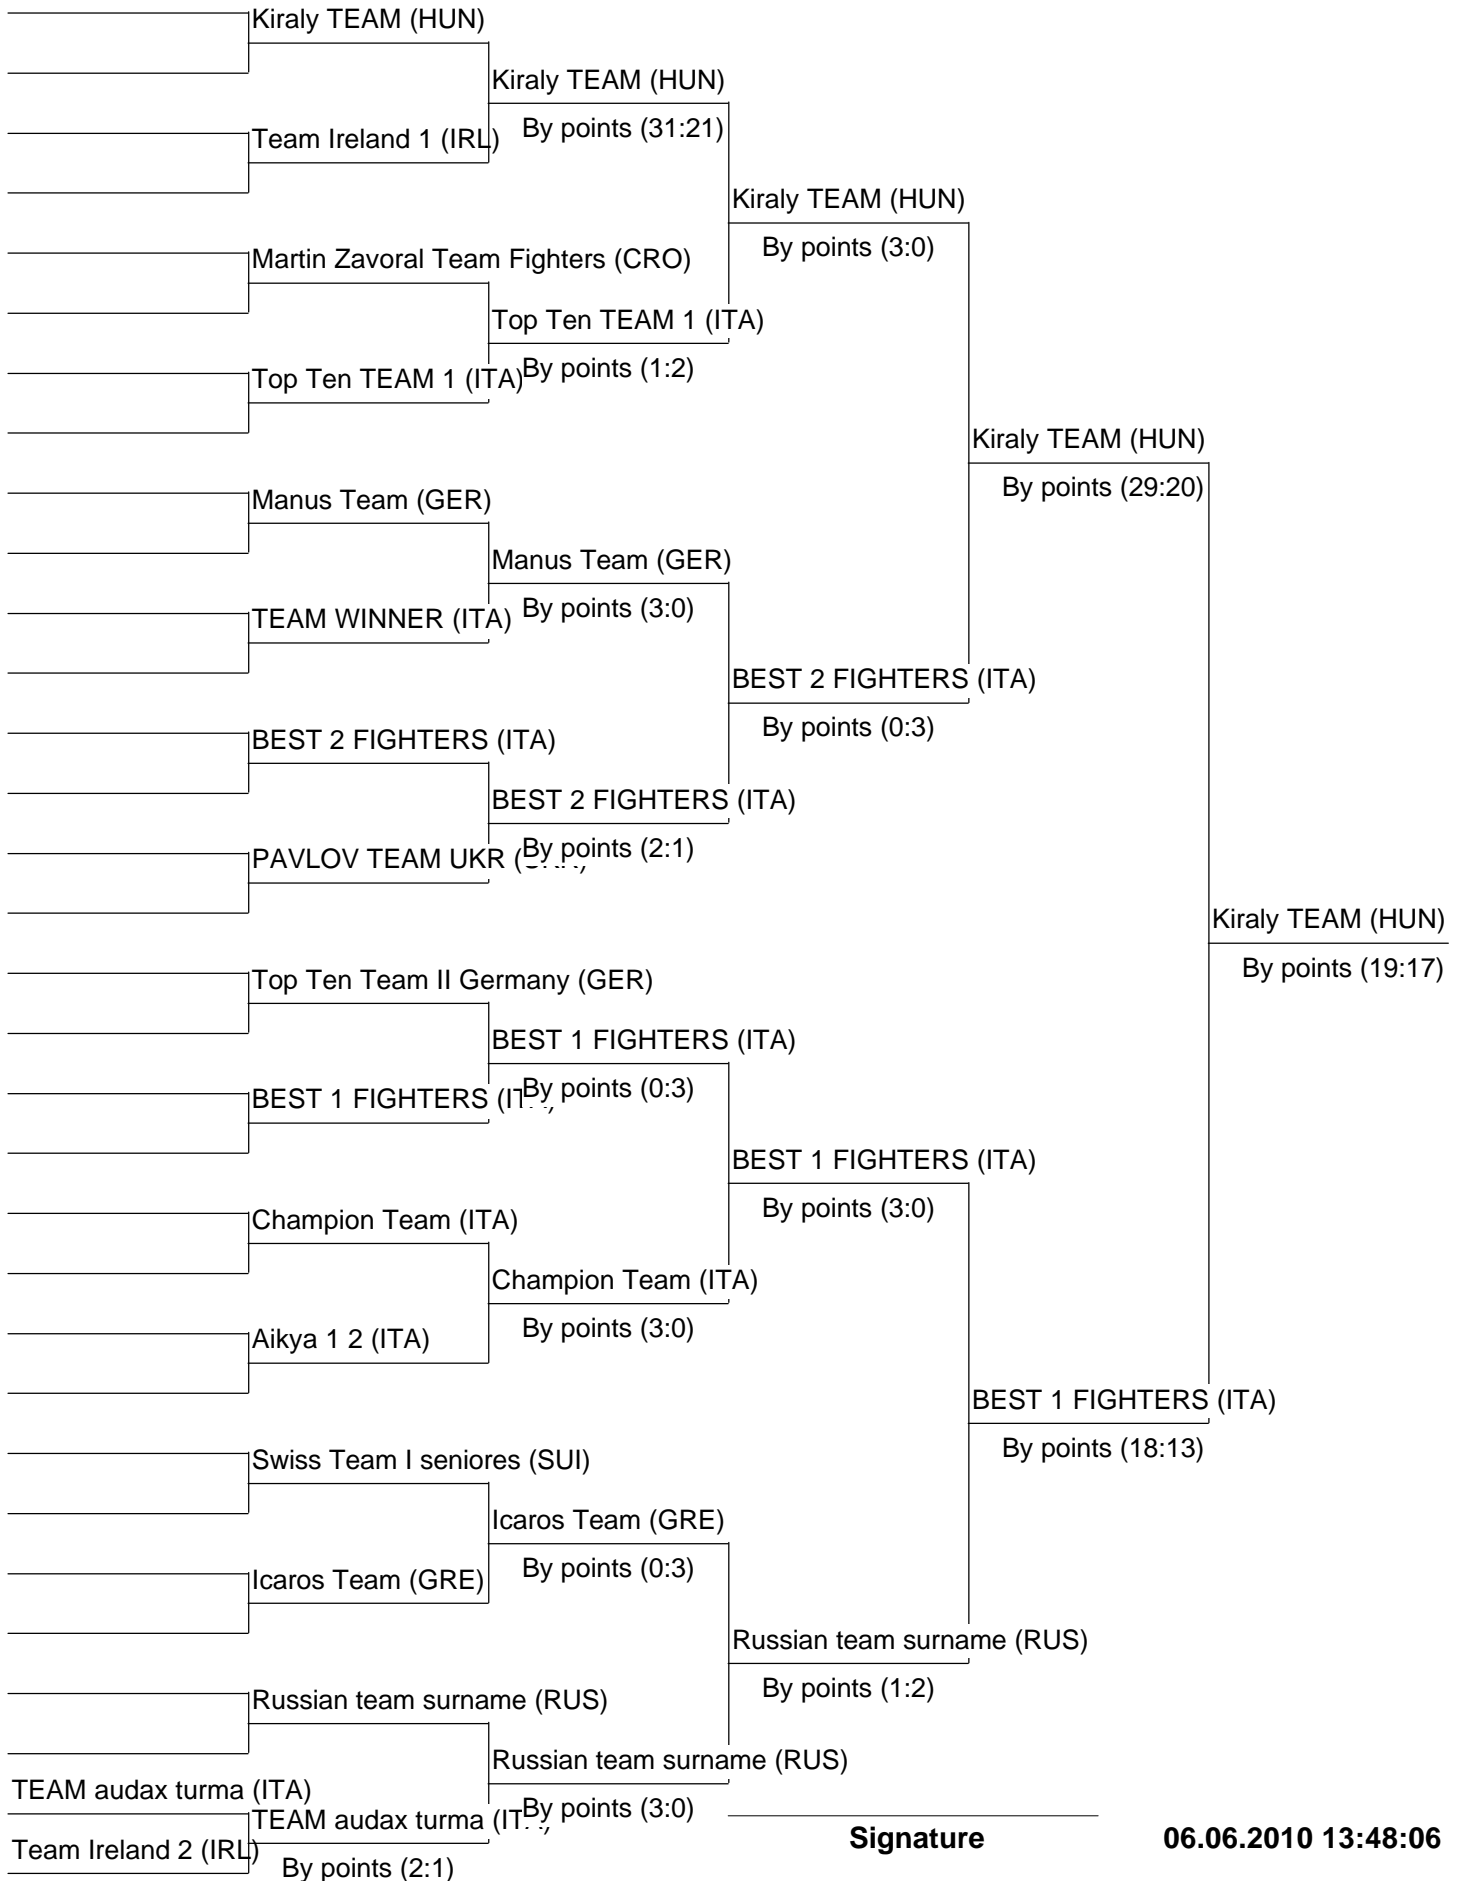 Kiraly TEAM (HUN)
Kiraly TEAM (HUN)
Team Ireland 1 (IRL)
By points (31:21)
Kiraly TEAM (HUN)
By points (3:0)
Martin Zavoral Team Fighters (CRO)
Top Ten TEAM 1 (ITA)
By points (1:2)
Top Ten TEAM 1 (ITA)
Kiraly TEAM (HUN)
By points (29:20)
Manus Team (GER)
Manus Team (GER)
By points (3:0)
TEAM WINNER (ITA)
BEST 2 FIGHTERS (ITA)
By points (0:3)
BEST 2 FIGHTERS (ITA)
BEST 2 FIGHTERS (ITA)
By points (2:1)
PAVLOV TEAM UKR
Kiraly TEAM (HUN)
By points (19:17)
Top Ten Team II Germany (GER)
BEST 1 FIGHTERS (ITA)
By points (0:3)
BEST 1 FIGHTERS
BEST 1 FIGHTERS (ITA)
By points (3:0)
Champion Team (ITA)
Champion Team (ITA)
By points (3:0)
Aikya 1 2 (ITA)
BEST 1 FIGHTERS (ITA)
By points (18:13)
Swiss Team I seniores (SUI)
Icaros Team (GRE)
By points (0:3)
Icaros Team (GRE)
Russian team surname (RUS)
By points (1:2)
Russian team surname (RUS)
Russian team surname (RUS)
By points (3:0)
TEAM audax turma (ITA)
TEAM audax turma
Team Ireland 2 (IRL)
By points (2:1)
Signature
06.06.2010 13:48:06